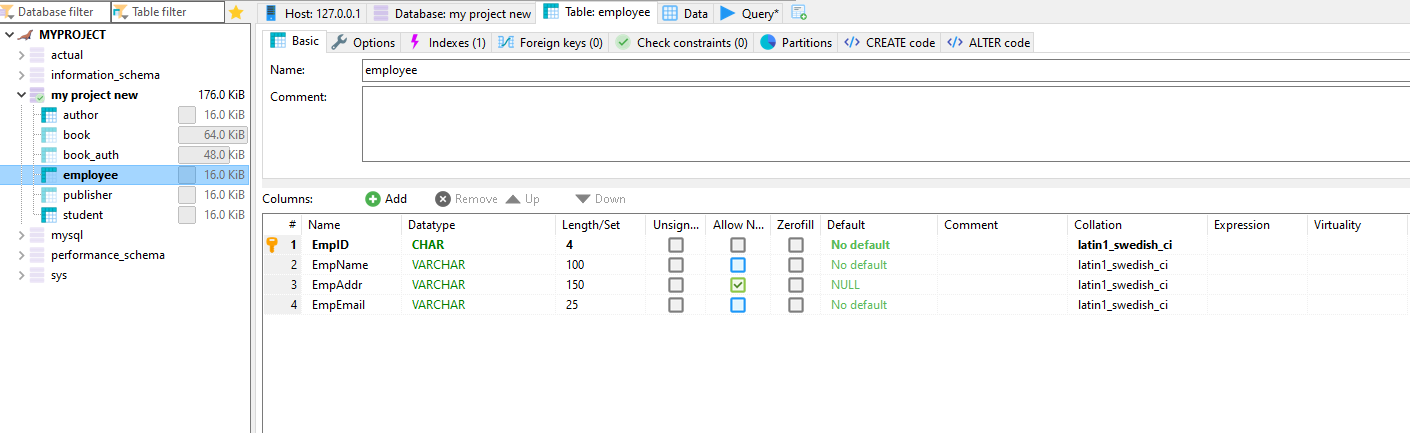 Database filter Table filter Host: 127.0.0.1 Database: my project new Table: employee Data Query*
MYPROJECT
actual
information_schema
my project new 176.0 KiB
author 16.0 KiB
book 64.0 KiB
book_auth 48.0 KiB
employee 16.0 KiB
publisher 16.0 KiB
student 16.0 KiB
mysql
performance_schema
sys
Basic Options Indexes (1) Foreign keys (0) Check constraints (0) Partitions CREATE code ALTER code
Name: employee
Comment:
Columns: Add Remove Up Down
# Name Datatype Length/Set Unsign... Allow N... Zerofill Default Comment Collation Expression Virtuality
1 EmpID CHAR 4 No default latin1_swedish_ci
2 EmpName VARCHAR 100 No default latin1_swedish_ci
3 EmpAddr VARCHAR 150 NULL latin1_swedish_ci
4 EmpEmail VARCHAR 25 No default latin1_swedish_ci